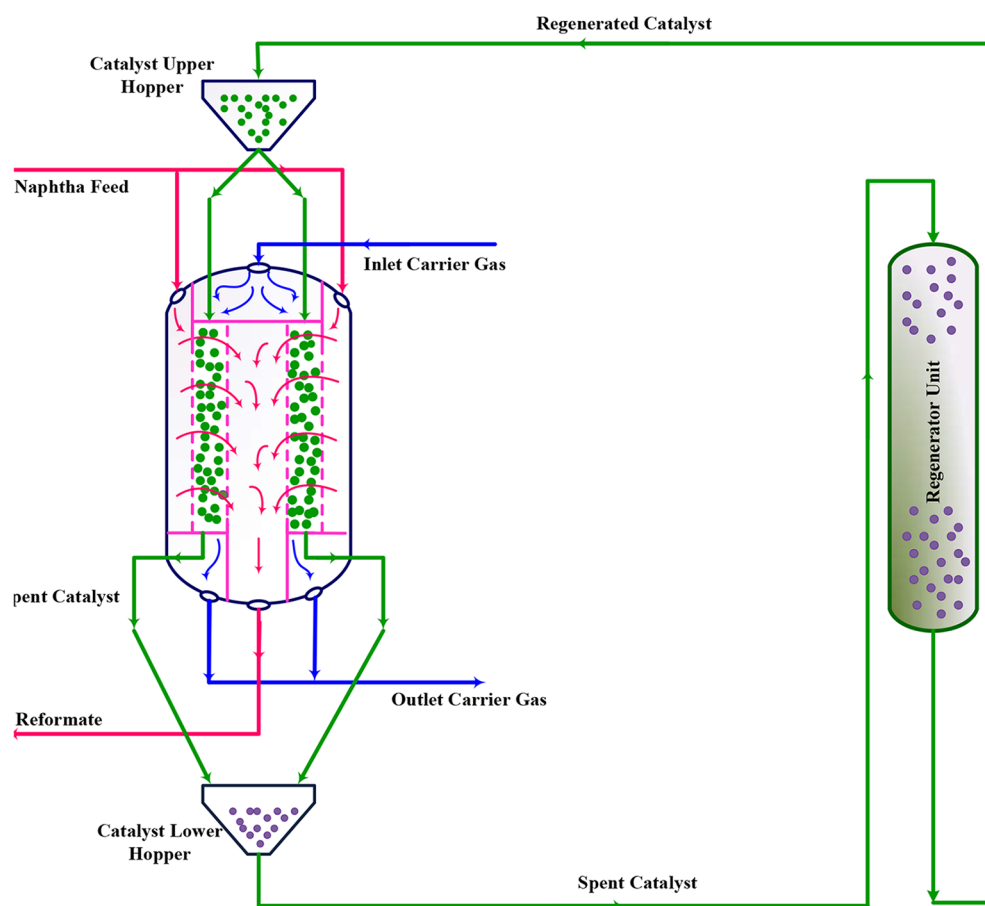 Regenerated Catalyst
Catalyst Upper
Hopper
Naphtha Feed
Inlet Carrier Gas
Regenerator Unit
pent Catalyst
Outlet Carrier Gas
Reformate
Catalyst Lower
Hopper
Spent Catalyst